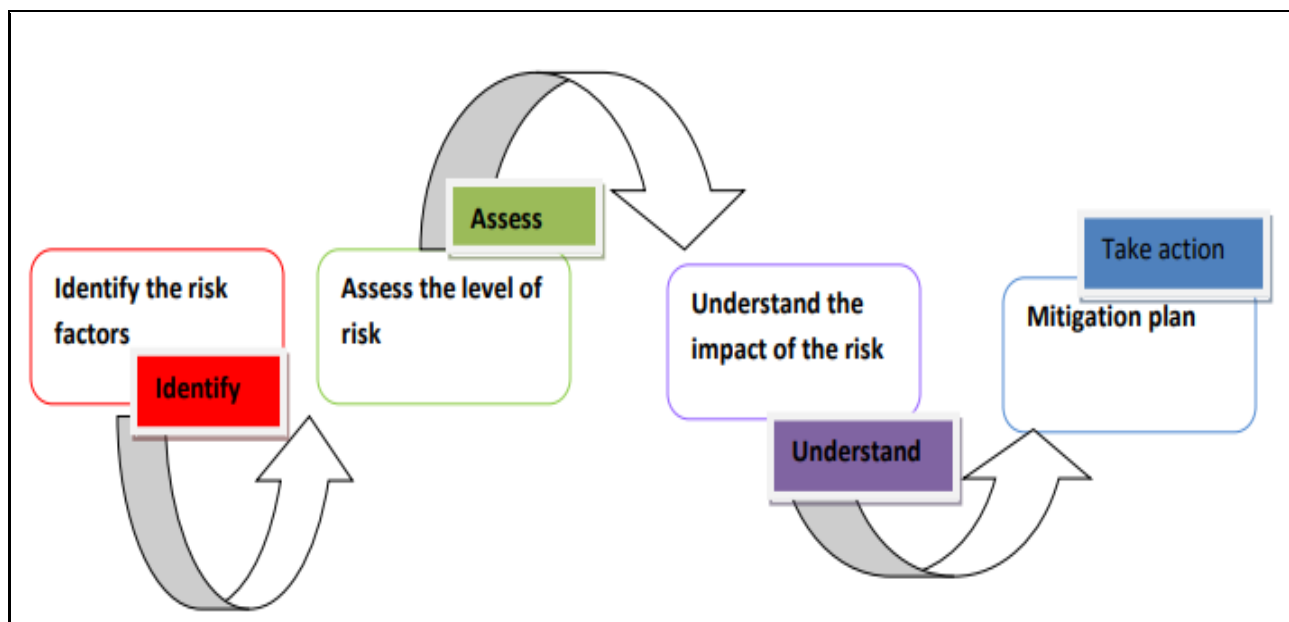 Identify the risk
factors
Identify
Assess
Assess the level of
risk
Understand the
impact of the risk
Understand
Take action
Mitigation plan